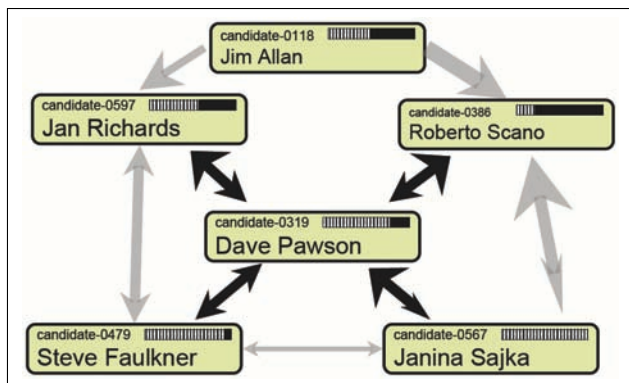 candidate-0118
Jim Allan
candidate-0597
Jan Richards
candidate-0386
Roberto Scano
candidate-0319
Dave Pawson
candidate-0479
Steve Faulkner
candidate-0567
Janina Sajka